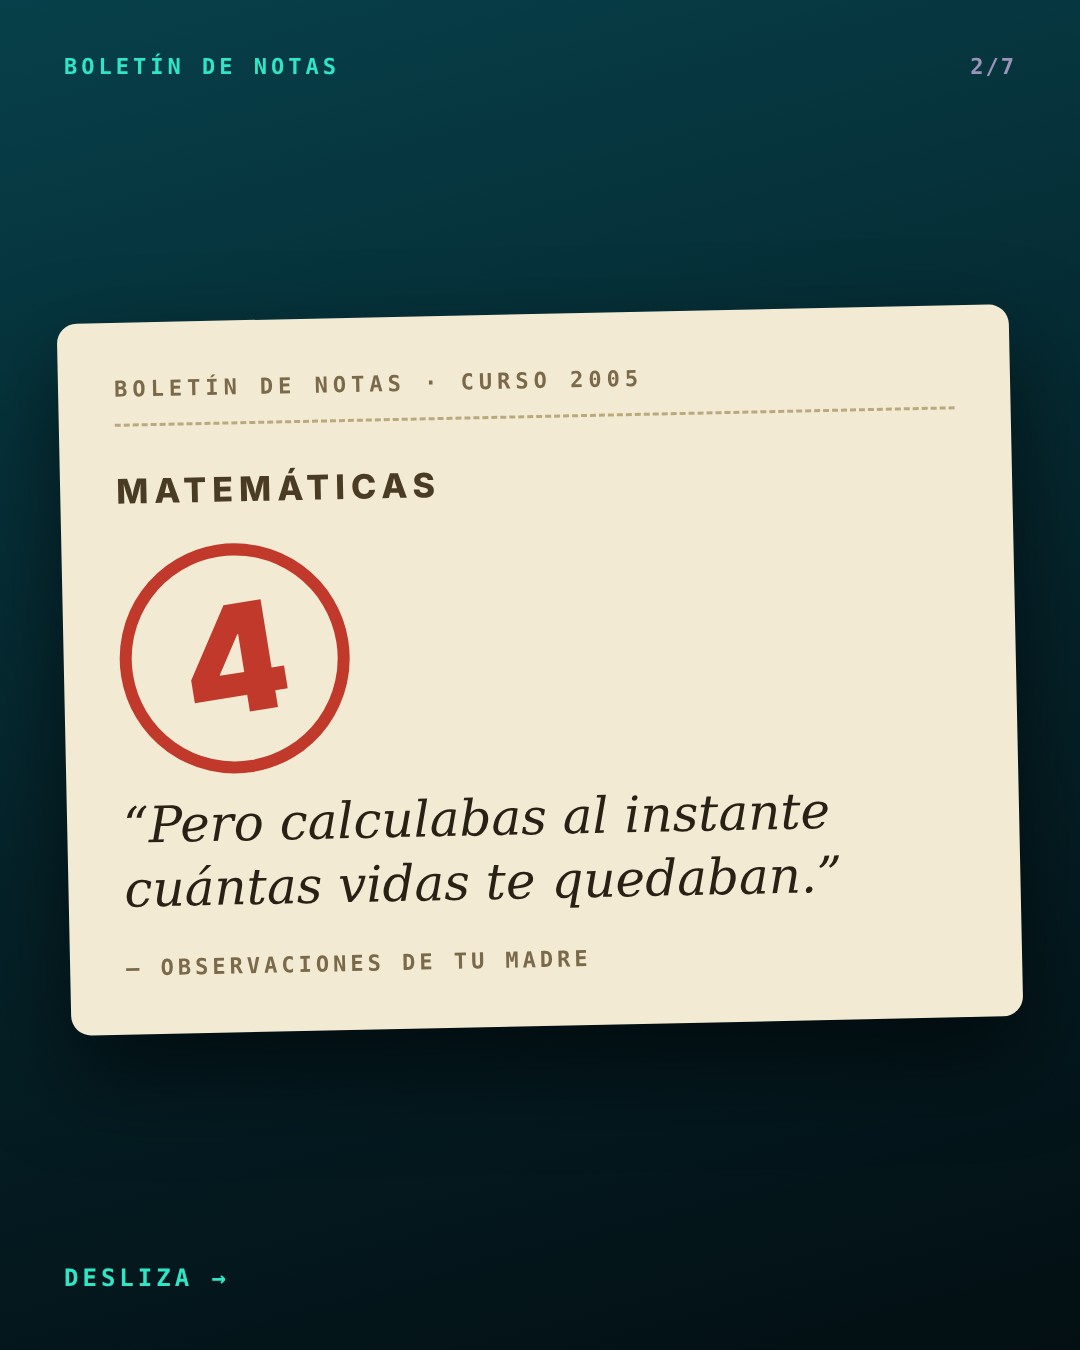 BOLETÍN DE NOTAS
2/7
BOLETÍN DE NOTAS · CURSO 2005
MATEMÁTICAS
4
“Pero calculabas al instante
cuántas vidas te quedaban.”
— OBSERVACIONES DE TU MADRE
DESLIZA →